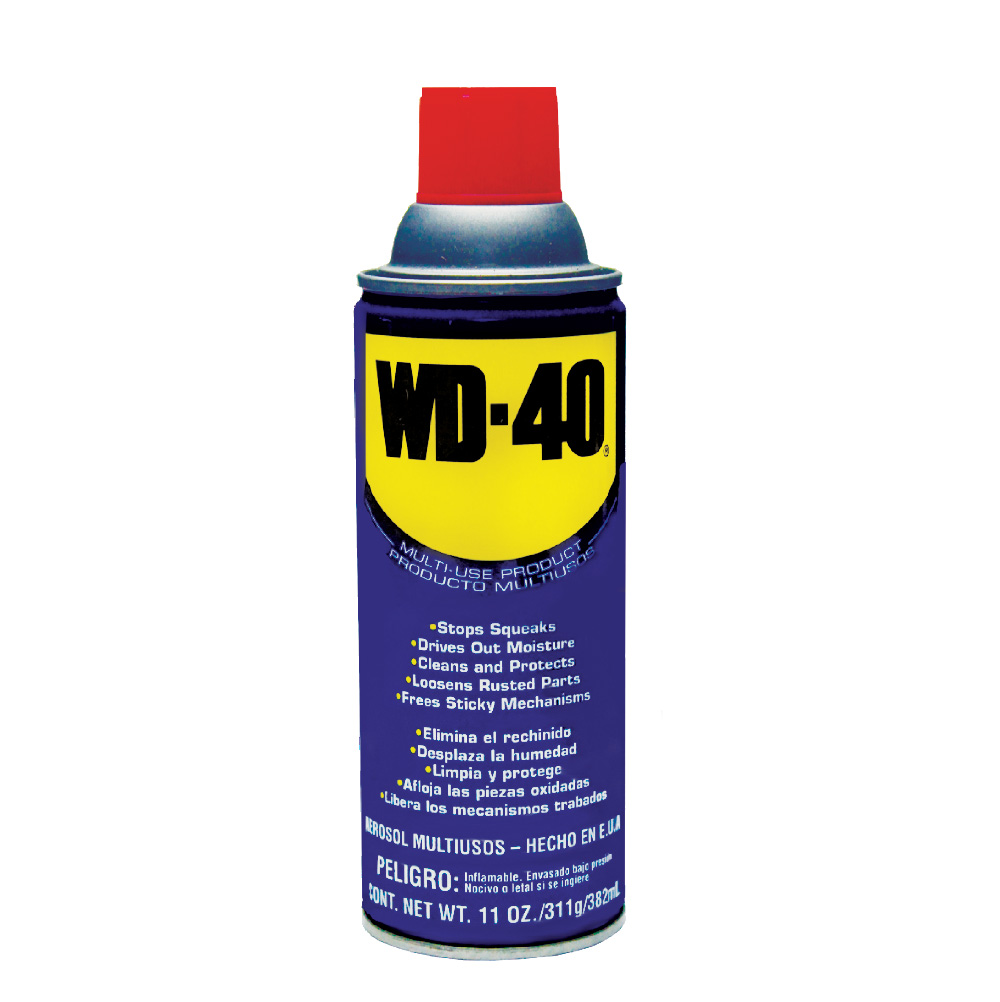 WD-40®
MULTI-USE PRODUCT
PRODUCTO MULTIUSOS
•Stops Squeaks
•Drives Out Moisture
•Cleans and Protects
•Loosens Rusted Parts
•Frees Sticky Mechanisms
•Elimina el rechinido
•Desplaza la humedad
•Limpia y protege
•Afloja las piezas oxidadas
•Libera los mecanismos trabados
AEROSOL MULTIUSOS – HECHO EN E.U.A
PELIGRO: Inflamable. Envasado bajo presión
Nocivo o letal si se ingiere
CONT. NET WT. 11 OZ./311g/382mL